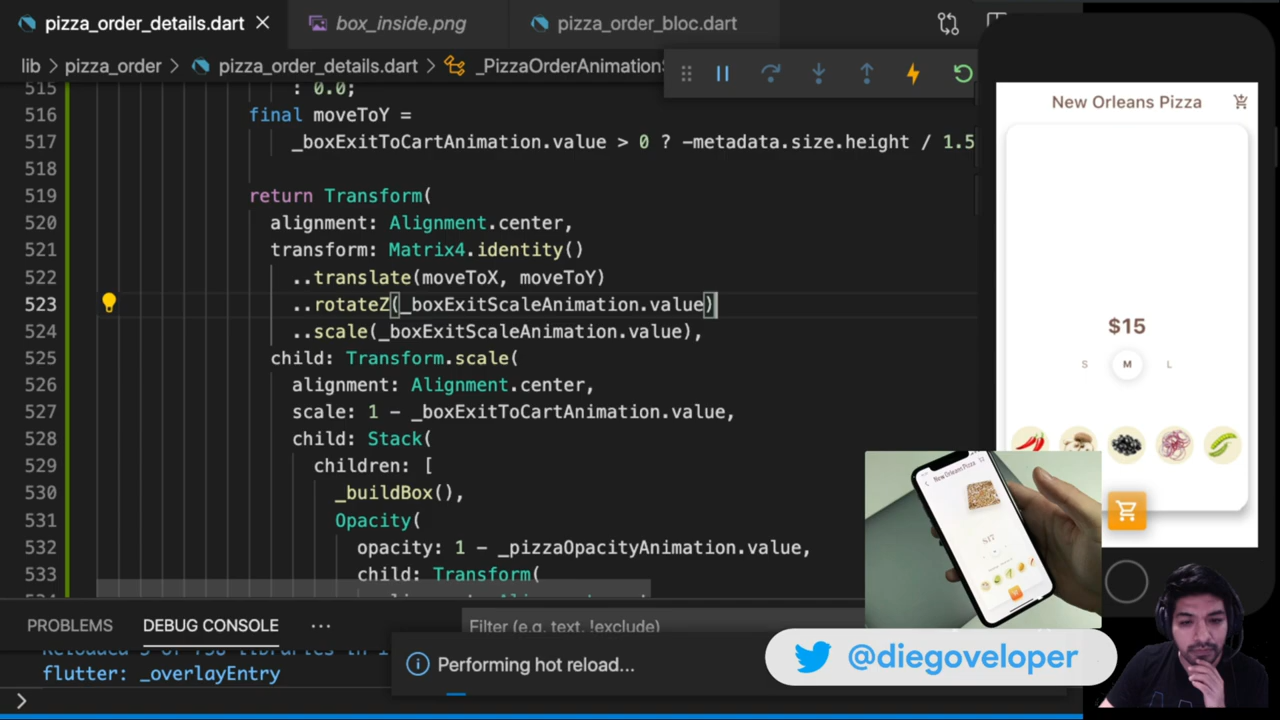 pizza_order_details.dart
box_inside.png
pizza_order_bloc.dart
lib > pizza_order > pizza_order_details.dart > _PizzaOrderAnimationS
515 : 0.0;
516 final moveToY =
517 _boxExitToCartAnimation.value > 0 ? -metadata.size.height / 1.5
518
519 return Transform(
520 alignment: Alignment.center,
521 transform: Matrix4.identity()
522 ..translate(moveToX, moveToY)
523 ..rotateZ(_boxExitScaleAnimation.value)
524 ..scale(_boxExitScaleAnimation.value),
525 child: Transform.scale(
526 alignment: Alignment.center,
527 scale: 1 - _boxExitToCartAnimation.value,
528 child: Stack(
529 children: [
530 _buildBox(),
531 Opacity(
532 opacity: 1 - _pizzaOpacityAnimation.value,
533 child: Transform(
PROBLEMS
DEBUG CONSOLE
...
Filter (e.g. text, !exclude)
flutter: _overlayEntry
Performing hot reload...
New Orleans Pizza
$15
S M L
New Orleans Pizza
$17
@diegoveloper